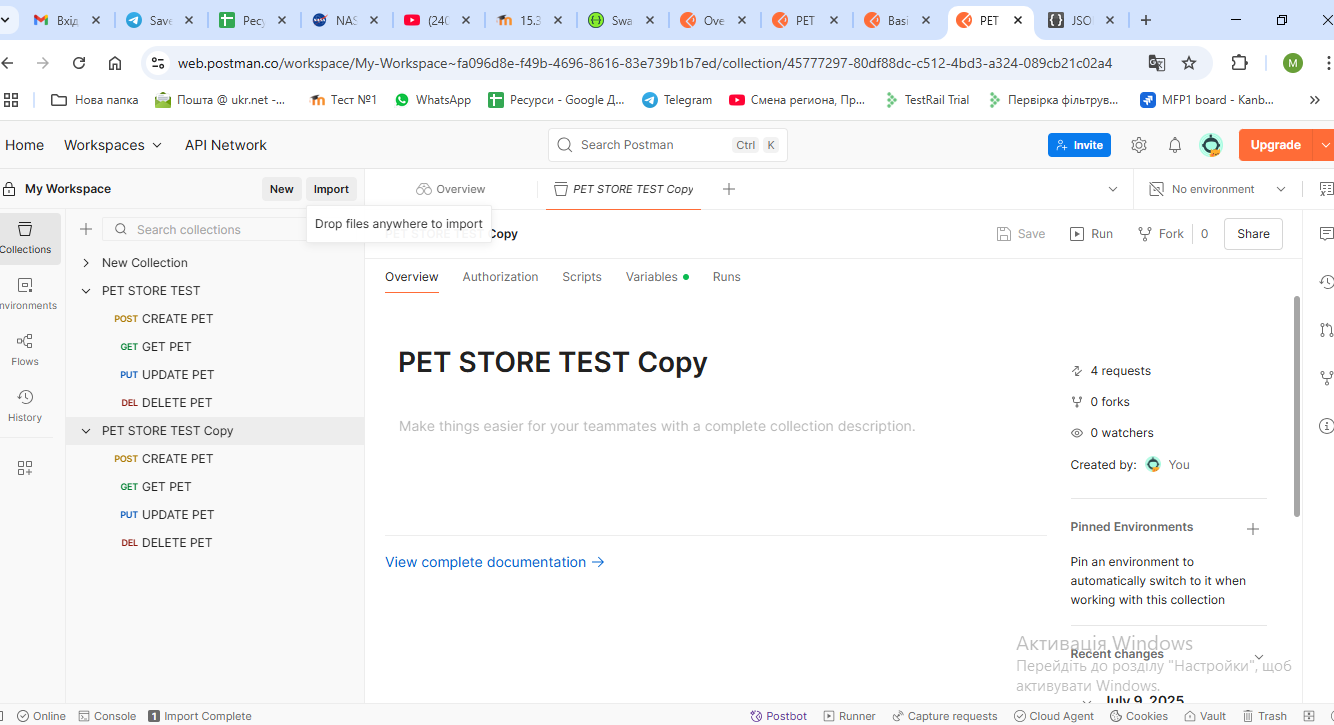 Вхід
Save
Ресу
NAS
(240
15.3
Swa
Ove
PET
Basi
PET
JSO
web.postman.co/workspace/My-Workspace~fa096d8e-f49b-4696-8616-83e739b1b7ed/collection/45777297-80df88dc-c512-4bd3-a324-089cb21c02a4
M
Нова папка
Пошта @ ukr.net -...
Тест №1
WhatsApp
Ресурси - Google Д...
Telegram
Смена региона, Пр...
TestRail Trial
Первірка фільтрув...
MFP1 board - Kanb...
Home Workspaces API Network
Search Postman Ctrl K
Invite
Upgrade
My Workspace New Import
Overview
PET STORE TEST Copy
No environment
Drop files anywhere to import
Search collections
Copy
Save Run Fork 0 Share
Collections
nvironments
Flows
History
New Collection
PET STORE TEST
POST CREATE PET
GET GET PET
PUT UPDATE PET
DEL DELETE PET
PET STORE TEST Copy
POST CREATE PET
GET GET PET
PUT UPDATE PET
DEL DELETE PET
Overview Authorization Scripts Variables Runs
PET STORE TEST Copy
Make things easier for your teammates with a complete collection description.
View complete documentation
4 requests
0 forks
0 watchers
Created by: You
Pinned Environments
Pin an environment to
automatically switch to it when
working with this collection
Recent changes
July 9, 2025
Активація Windows
Перейдіть до розділу "Настройки", щоб
активувати Windows.
Online Console 1 Import Complete
Postbot Runner Capture requests Cloud Agent Cookies Vault Trash